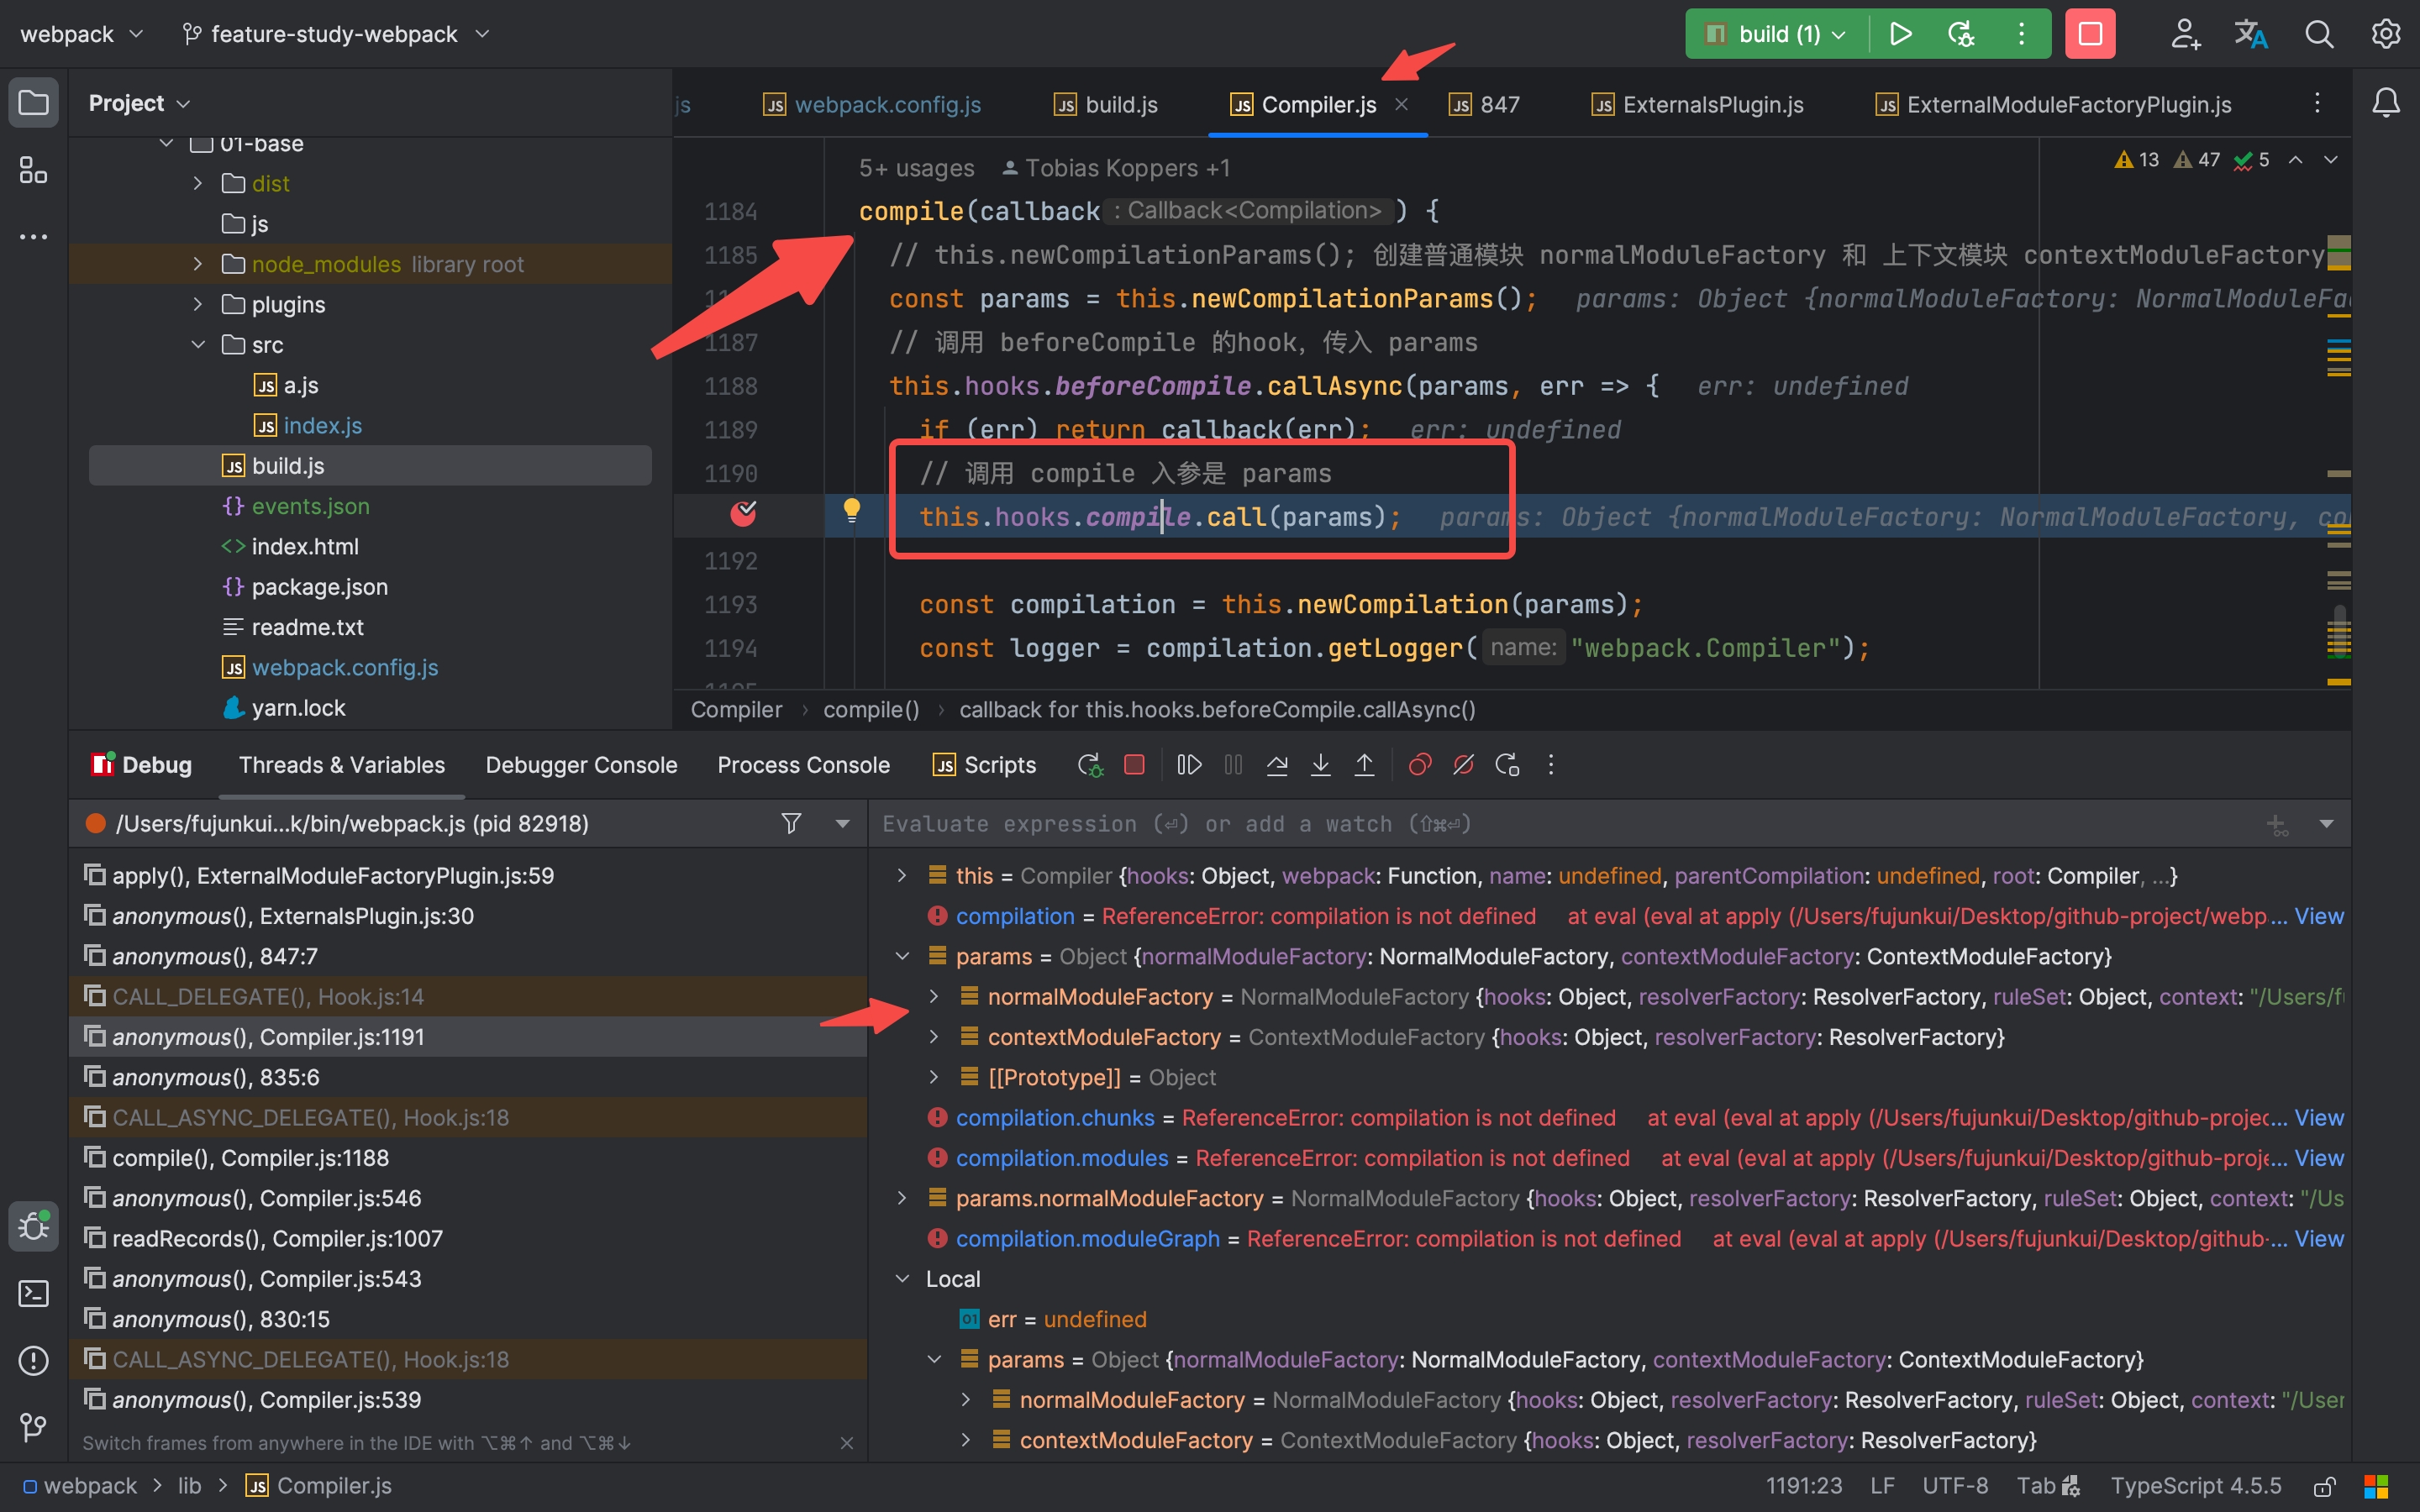 webpack
feature-study-webpack
build (1)
Project
01-base
dist
js
node_modules library root
plugins
src
a.js
index.js
build.js
events.json
index.html
package.json
readme.txt
webpack.config.js
yarn.lock
js
webpack.config.js
build.js
Compiler.js
847
ExternalsPlugin.js
ExternalModuleFactoryPlugin.js
5+ usages Tobias Koppers +1
13 47 5
1184 compile(callback : Callback<Compilation>) {
1185 // this.newCompilationParams(); 创建普通模块 normalModuleFactory 和 上下文模块 contextModuleFactory
const params = this.newCompilationParams(); params: Object {normalModuleFactory: NormalModuleFa
1187 // 调用 beforeCompile 的hook，传入 params
1188 this.hooks.beforeCompile.callAsync(params, err => { err: undefined
1189 if (err) return callback(err); err: undefined
1190 // 调用 compile 入参是 params
this.hooks.compile.call(params); params: Object {normalModuleFactory: NormalModuleFactory, co
1192
1193 const compilation = this.newCompilation(params);
1194 const logger = compilation.getLogger( name: "webpack.Compiler");
Compiler › compile() › callback for this.hooks.beforeCompile.callAsync()
Debug
Threads & Variables
Debugger Console
Process Console
Scripts
/Users/fujunkui...k/bin/webpack.js (pid 82918)
apply(), ExternalModuleFactoryPlugin.js:59
anonymous(), ExternalsPlugin.js:30
anonymous(), 847:7
CALL_DELEGATE(), Hook.js:14
anonymous(), Compiler.js:1191
anonymous(), 835:6
CALL_ASYNC_DELEGATE(), Hook.js:18
compile(), Compiler.js:1188
anonymous(), Compiler.js:546
readRecords(), Compiler.js:1007
anonymous(), Compiler.js:543
anonymous(), 830:15
CALL_ASYNC_DELEGATE(), Hook.js:18
anonymous(), Compiler.js:539
Switch frames from anywhere in the IDE with ⌥⌘↑ and ⌥⌘↓
Evaluate expression (⏎) or add a watch (⇧⌘⏎)
this = Compiler {hooks: Object, webpack: Function, name: undefined, parentCompilation: undefined, root: Compiler, ...}
compilation = ReferenceError: compilation is not defined at eval (eval at apply (/Users/fujunkui/Desktop/github-project/webp... View
params = Object {normalModuleFactory: NormalModuleFactory, contextModuleFactory: ContextModuleFactory}
normalModuleFactory = NormalModuleFactory {hooks: Object, resolverFactory: ResolverFactory, ruleSet: Object, context: "/Users/f
contextModuleFactory = ContextModuleFactory {hooks: Object, resolverFactory: ResolverFactory}
[[Prototype]] = Object
compilation.chunks = ReferenceError: compilation is not defined at eval (eval at apply (/Users/fujunkui/Desktop/github-projec... View
compilation.modules = ReferenceError: compilation is not defined at eval (eval at apply (/Users/fujunkui/Desktop/github-proje... View
params.normalModuleFactory = NormalModuleFactory {hooks: Object, resolverFactory: ResolverFactory, ruleSet: Object, context: "/Us
compilation.moduleGraph = ReferenceError: compilation is not defined at eval (eval at apply (/Users/fujunkui/Desktop/github-... View
Local
err = undefined
params = Object {normalModuleFactory: NormalModuleFactory, contextModuleFactory: ContextModuleFactory}
normalModuleFactory = NormalModuleFactory {hooks: Object, resolverFactory: ResolverFactory, ruleSet: Object, context: "/User
contextModuleFactory = ContextModuleFactory {hooks: Object, resolverFactory: ResolverFactory}
webpack › lib › Compiler.js
1191:23 LF UTF-8 Tab TypeScript 4.5.5